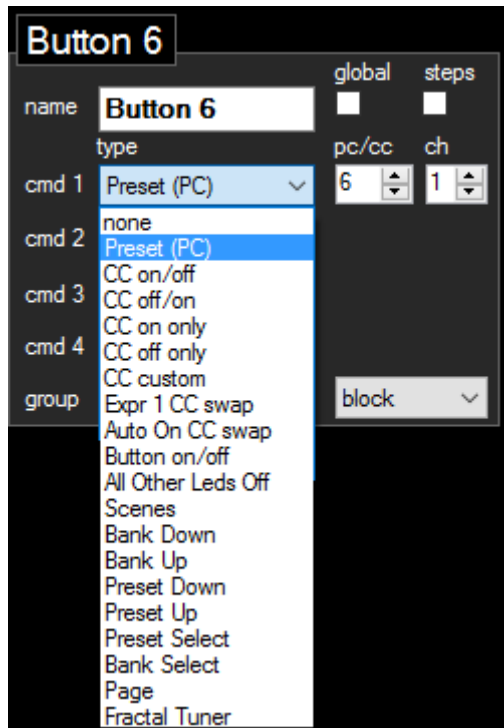 Button 6
global steps
name Button 6
type pc/cc ch
cmd 1 Preset (PC) 6 1
none
cmd 2 Preset (PC)
CC on/off
cmd 3 CC off/on
CC on only
cmd 4 CC off only
CC custom
group Expr 1 CC swap block
Auto On CC swap
Button on/off
All Other Leds Off
Scenes
Bank Down
Bank Up
Preset Down
Preset Up
Preset Select
Bank Select
Page
Fractal Tuner